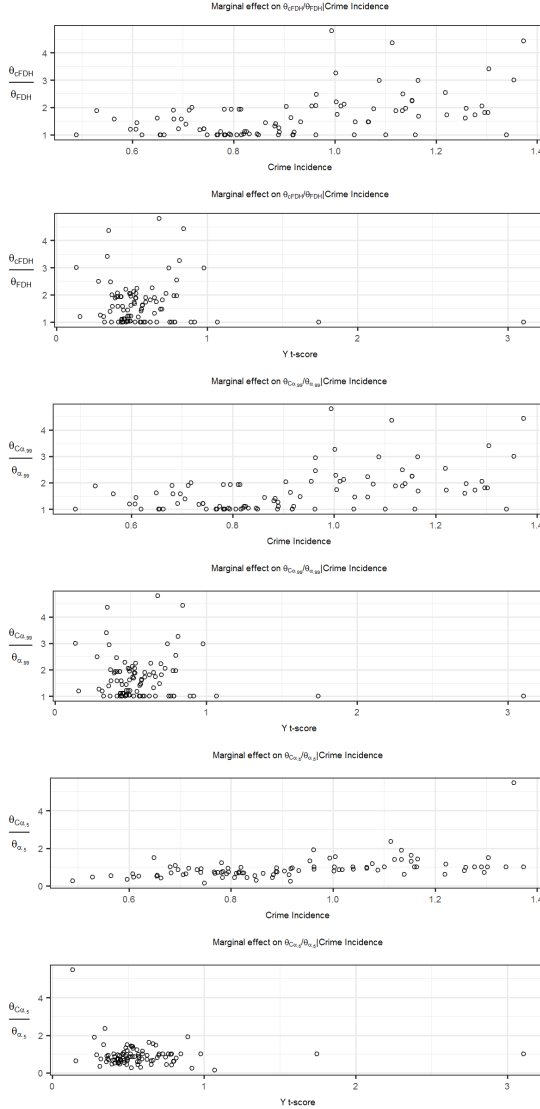 Marginal effect on θcFDH/θFDH|Crime Incidence
θcFDH
θFDH
4
3
2
1
0.6 0.8 1.0 1.2 1.4
Crime Incidence
Marginal effect on θcFDH/θFDH|Crime Incidence
θcFDH
θFDH
4
3
2
1
0 1 2 3
Y t-score
Marginal effect on θCα.99/θα.99|Crime Incidence
θCα.99
θα.99
4
3
2
1
0.6 0.8 1.0 1.2 1.4
Crime Incidence
Marginal effect on θCα.99/θα.99|Crime Incidence
θCα.99
θα.99
4
3
2
1
0 1 2 3
Y t-score
Marginal effect on θCα.5/θα.5|Crime Incidence
θCα.5
θα.5
4
2
0
0.6 0.8 1.0 1.2 1.4
Crime Incidence
Marginal effect on θCα.5/θα.5|Crime Incidence
θCα.5
θα.5
4
2
0
0 1 2 3
Y t-score